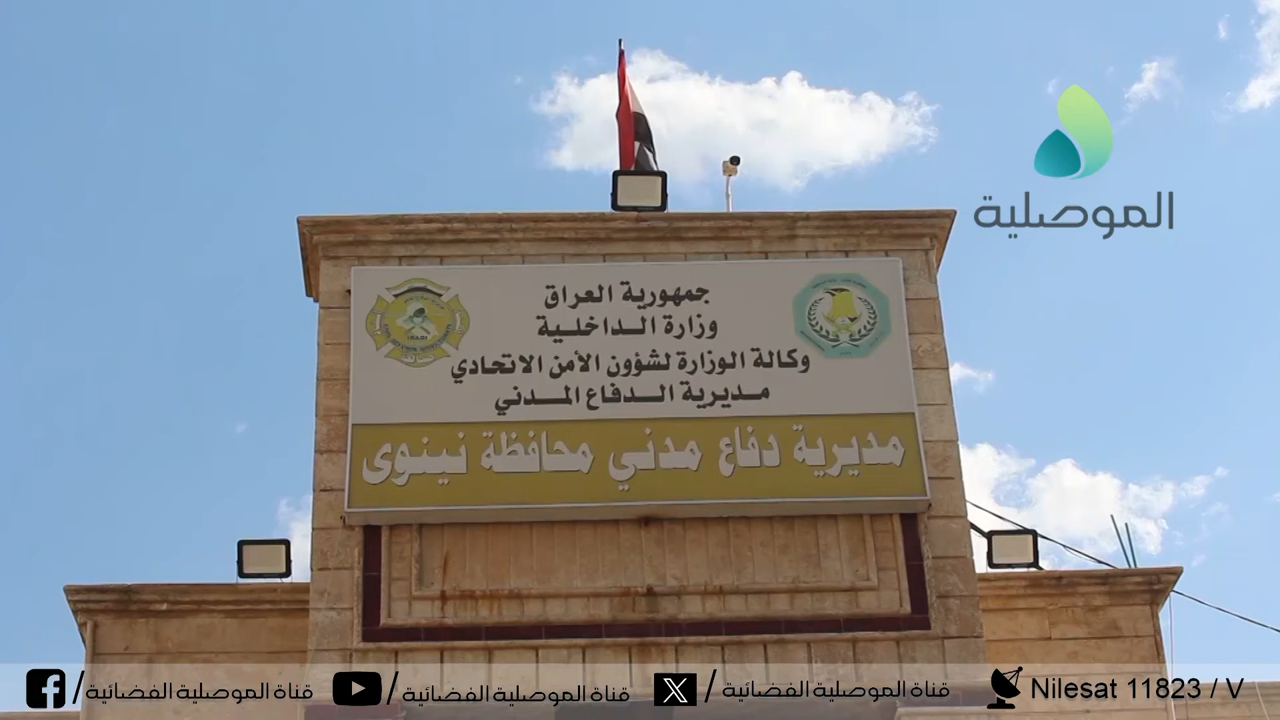 الموصلية
جمهورية العراق
وزارة الداخلية
وكالة الوزارة لشؤون الأمن الاتحادي
مديرية الدفاع المدني
مديرية دفاع مدني محافظة نينوى
IRAQI
/قناة الموصلية الفضائية
/قناة الموصلية الفضائية
/قناة الموصلية الفضائية
Nilesat 11823 / V